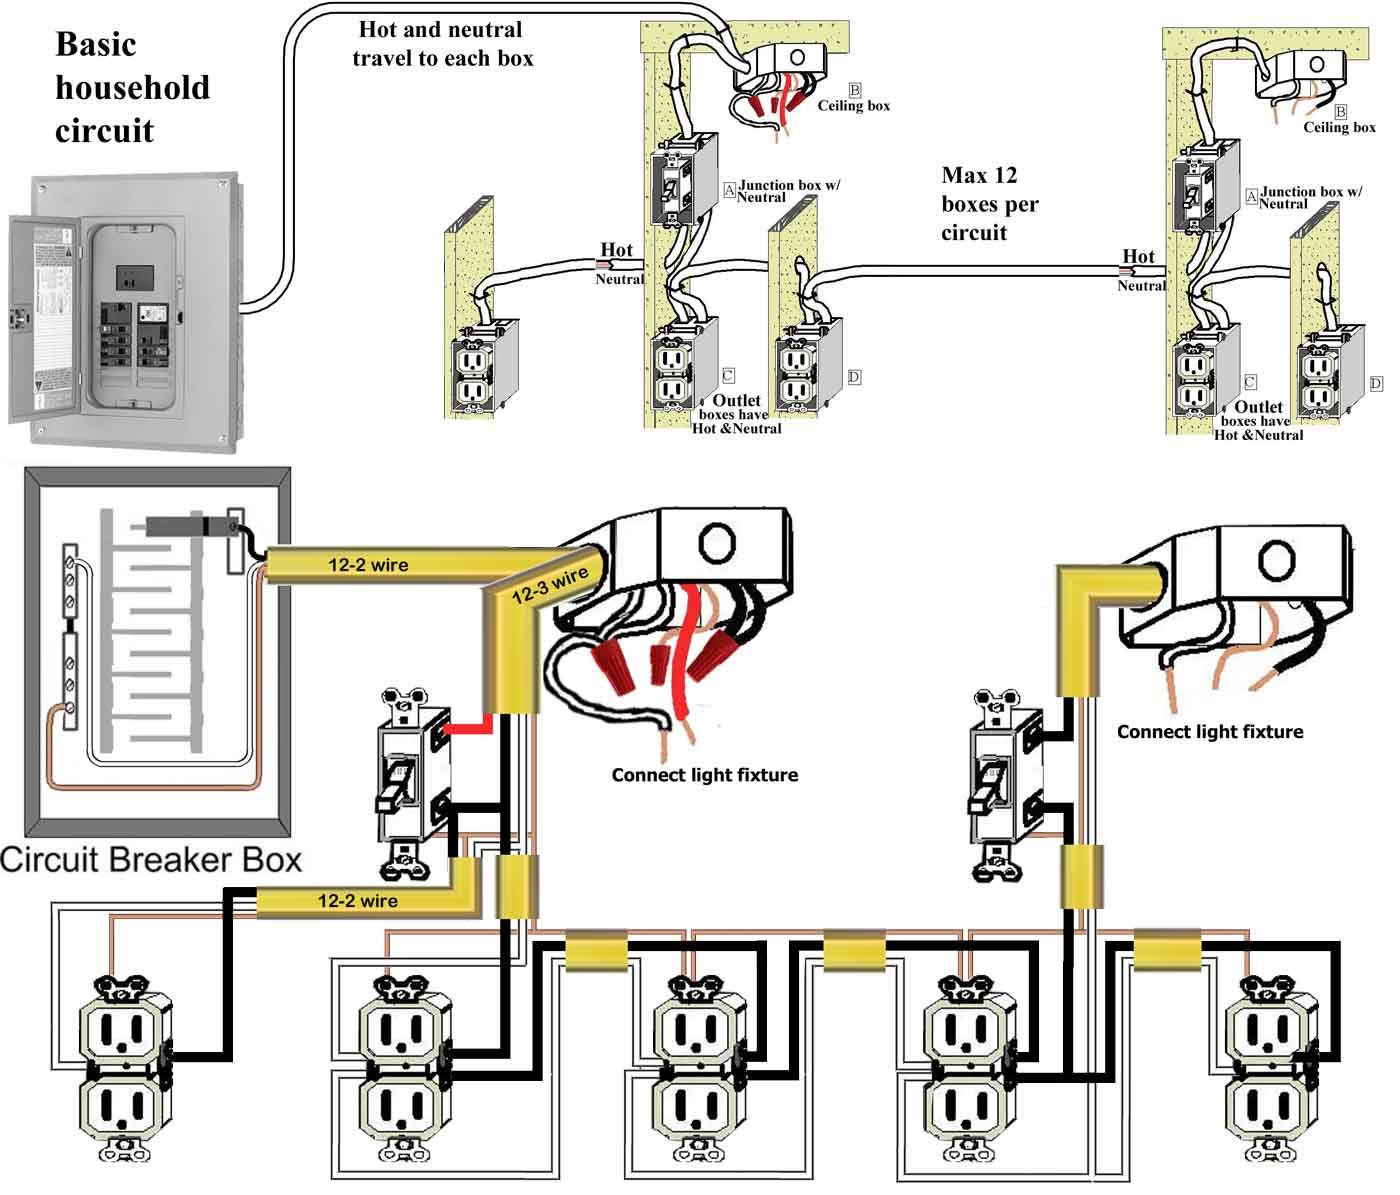 Basic
household
circuit
Hot and neutral
travel to each box
B
Ceiling box
A Junction box w/
Neutral
Hot
Neutral
C
Outlet
boxes have
Hot &Neutral
D
Max 12
boxes per
circuit
Hot
Neutral
B
Ceiling box
A Junction box w/
Neutral
C
Outlet
boxes have
Hot &Neutral
D
12-2 wire
12-3 wire
Connect light fixture
Connect light fixture
Circuit Breaker Box
12-2 wire